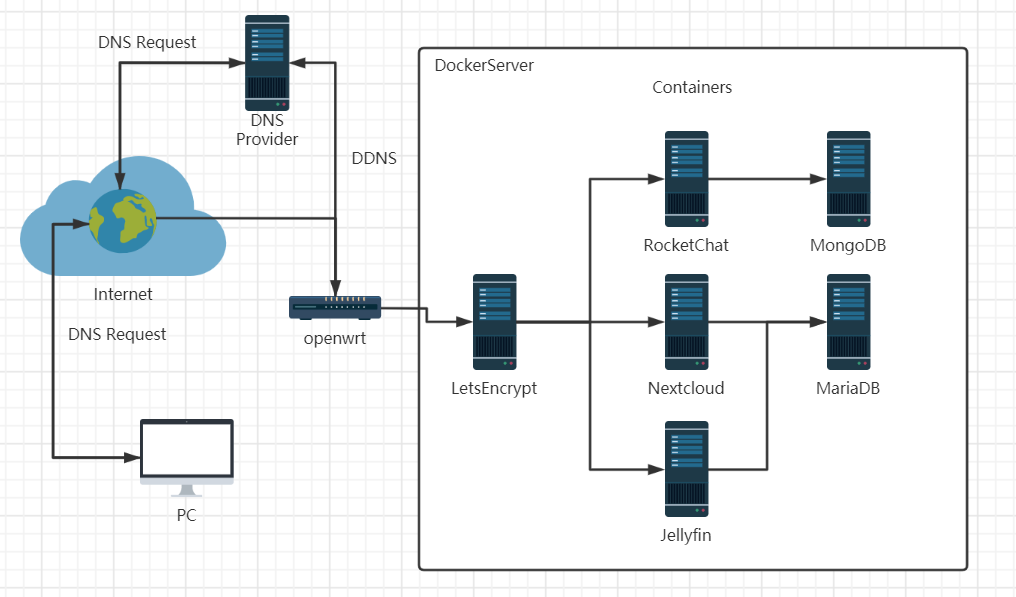 DNS Request
DNS
Provider
DDNS
Internet
DNS Request
openwrt
PC
DockerServer
Containers
RocketChat
MongoDB
LetsEncrypt
Nextcloud
MariaDB
Jellyfin